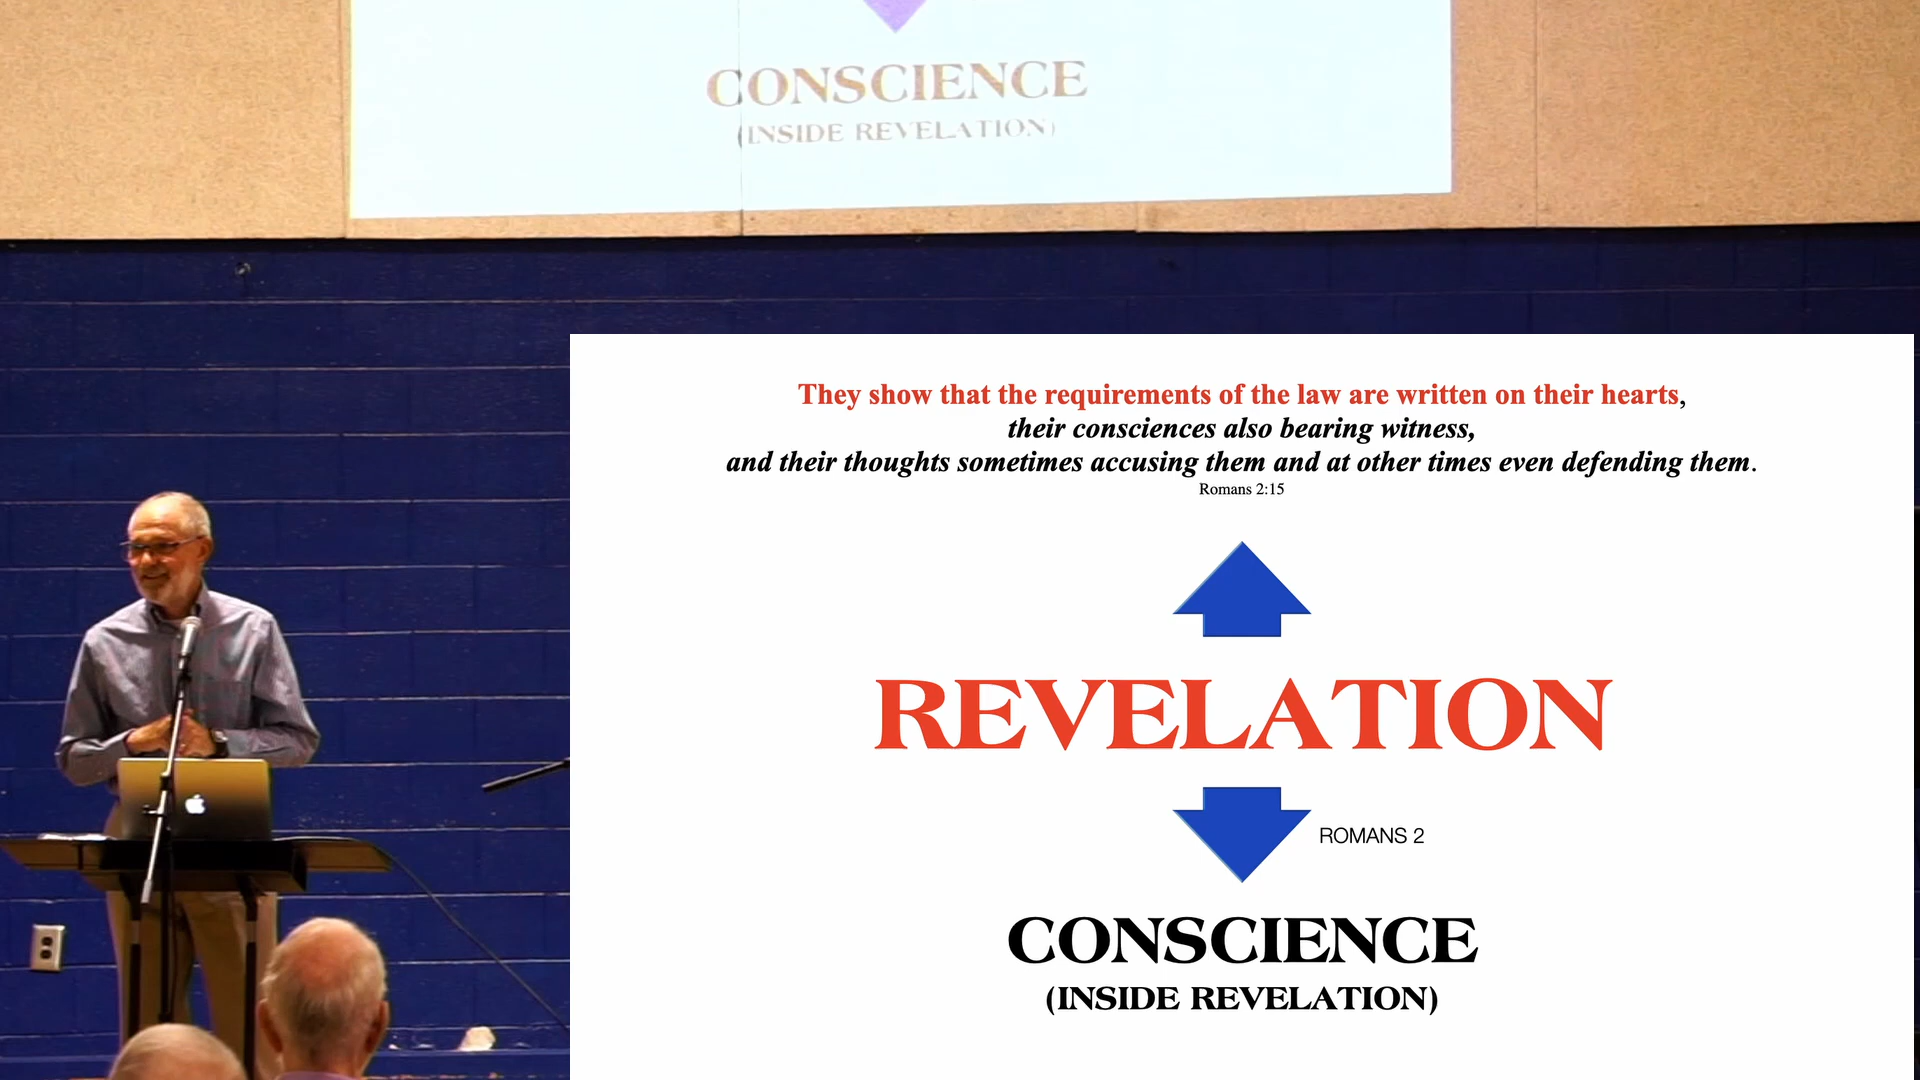 CONSCIENCE
(INSIDE REVELATION)
They show that the requirements of the law are written on their hearts,
their consciences also bearing witness,
and their thoughts sometimes accusing them and at other times even defending them.
Romans 2:15
REVELATION
ROMANS 2
CONSCIENCE
(INSIDE REVELATION)